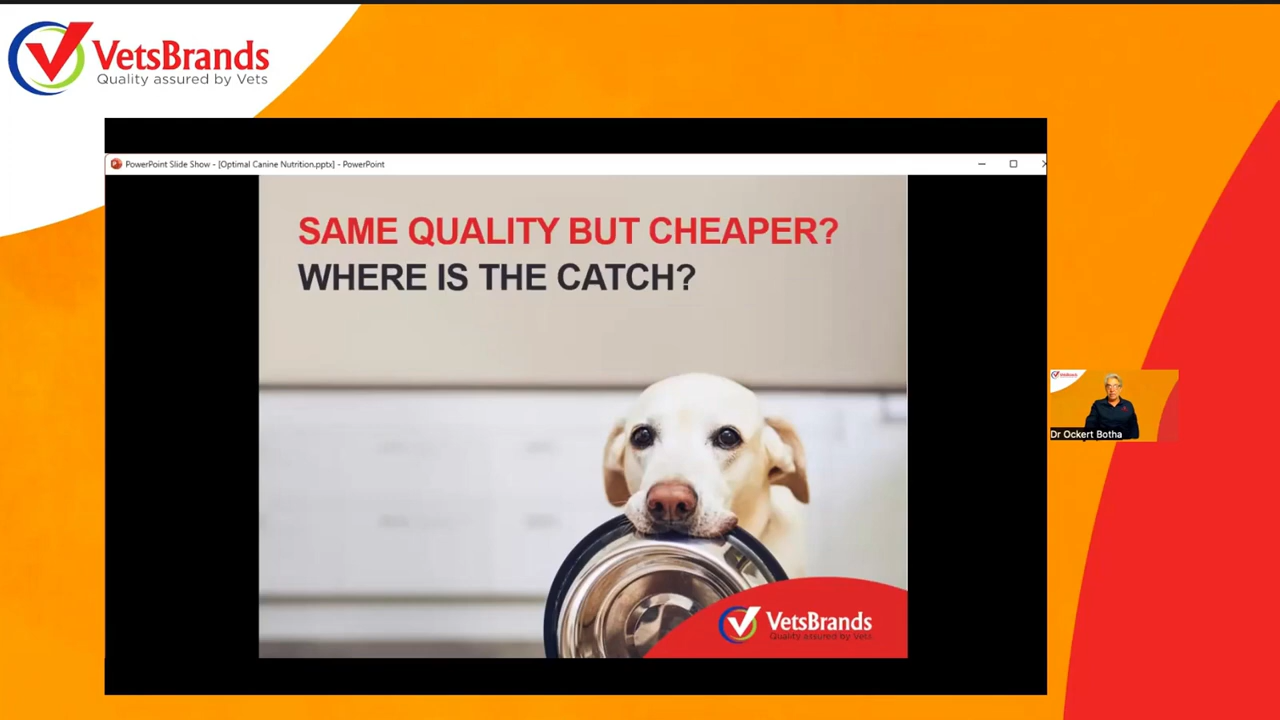 VetsBrands
Quality assured by Vets
PowerPoint Slide Show - [Optimal Canine Nutrition.pptx] - PowerPoint
SAME QUALITY BUT CHEAPER?
WHERE IS THE CATCH?
VetsBrands
Quality assured by Vets
VetsBrands
Dr Ockert Botha